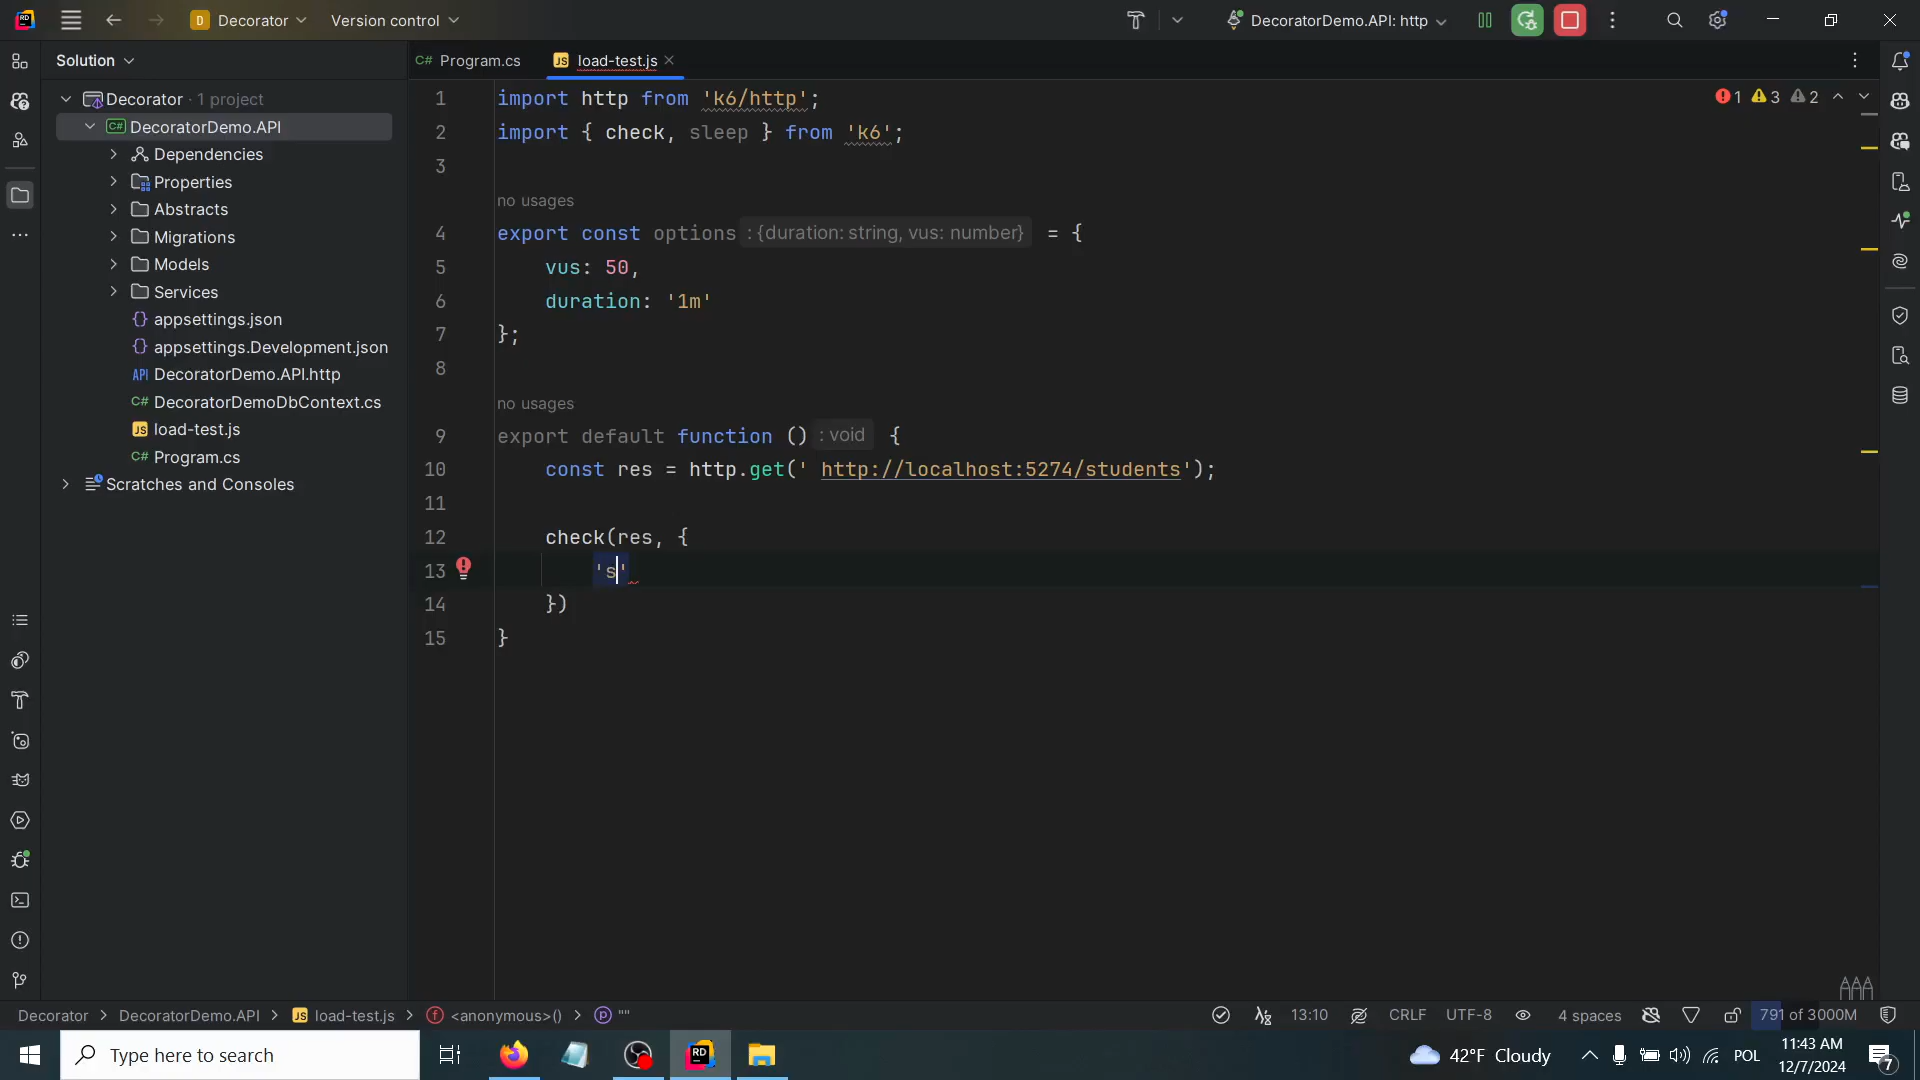 D Decorator
Version control
DecoratorDemo.API: http
Solution
C# Program.cs
JS load-test.js
Decorator · 1 project
C# DecoratorDemo.API
Dependencies
Properties
Abstracts
Migrations
Models
Services
{} appsettings.json
{} appsettings.Development.json
API DecoratorDemo.API.http
C# DecoratorDemoDbContext.cs
JS load-test.js
C# Program.cs
Scratches and Consoles
1 3 2
1 import http from 'k6/http';
2 import { check, sleep } from 'k6';
3
no usages
4 export const options : {duration: string, vus: number} = {
5 vus: 50,
6 duration: '1m'
7 };
8
no usages
9 export default function () : void {
10 const res = http.get(' http://localhost:5274/students');
11
12 check(res, {
13 's'
14 })
15 }
Decorator > DecoratorDemo.API > JS load-test.js > f <anonymous>() > p ""
13:10 CRLF UTF-8 4 spaces 791 of 3000M
Type here to search
RD
42°F Cloudy
POL
11:43 AM
12/7/2024
7